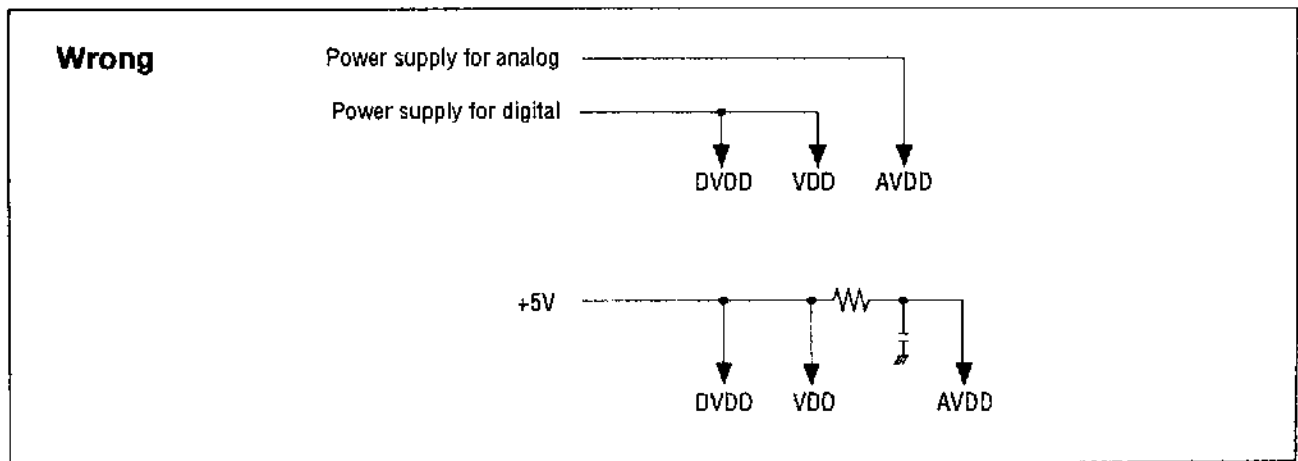 Wrong
Power supply for analog
Power supply for digital
DVDD VDD AVDD
+5V
DVDD VDD AVDD